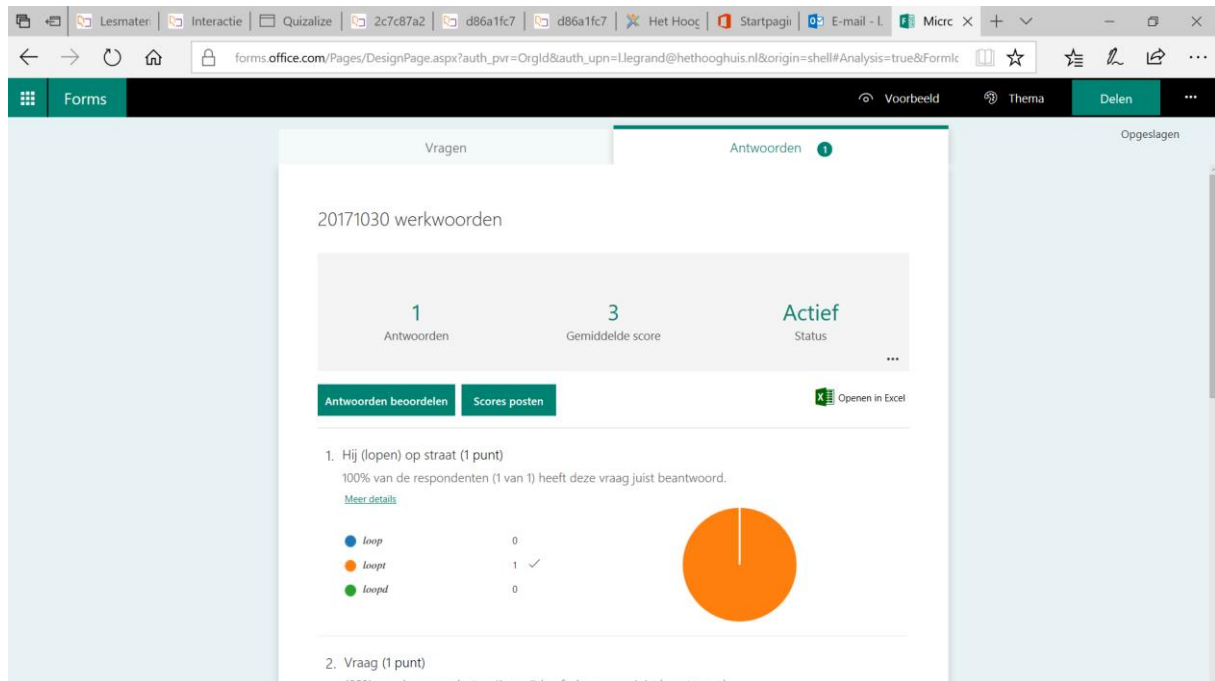 Lesmater
Interactie
Quizalize
2c7c87a2
d86a1fc7
d86a1fc7
Het Hoog
Startpagi
E-mail - L
Micrc
forms.office.com/Pages/DesignPage.aspx?auth_pvr=OrgId&auth_upn=l.legrand@hethooghuis.nl&origin=shell#Analysis=true&FormIc
Forms
Voorbeeld
Thema
Delen
Opgeslagen
Vragen
Antwoorden 1
20171030 werkwoorden
1
Antwoorden
3
Gemiddelde score
Actief
Status
Antwoorden beoordelen
Scores posten
Openen in Excel
1. Hij (lopen) op straat (1 punt)
100% van de respondenten (1 van 1) heeft deze vraag juist beantwoord.
Meer details
loop 0
loopt 1
loopd 0
2. Vraag (1 punt)